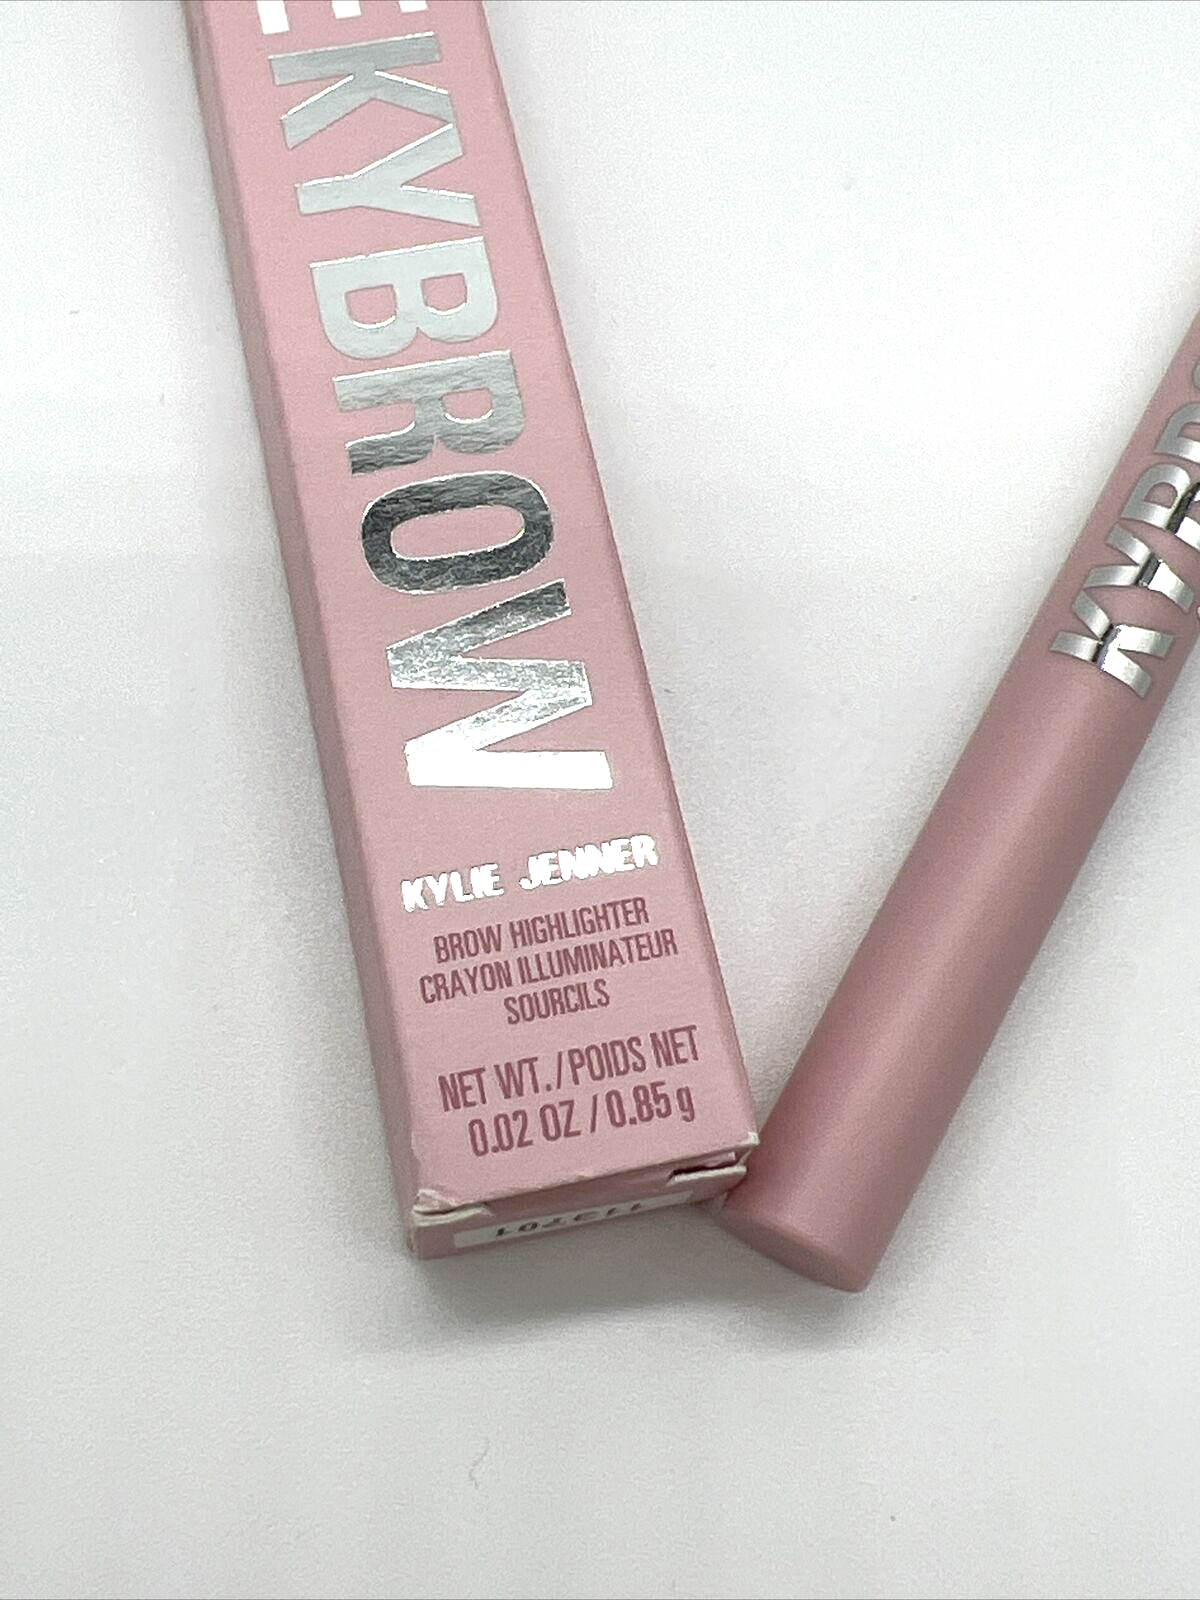 KYBROW
KYLIE JENNER
BROW HIGHLIGHTER
CRAYON ILLUMINATEUR
SOURCILS
NET WT./POIDS NET
0.02 OZ / 0.85 g